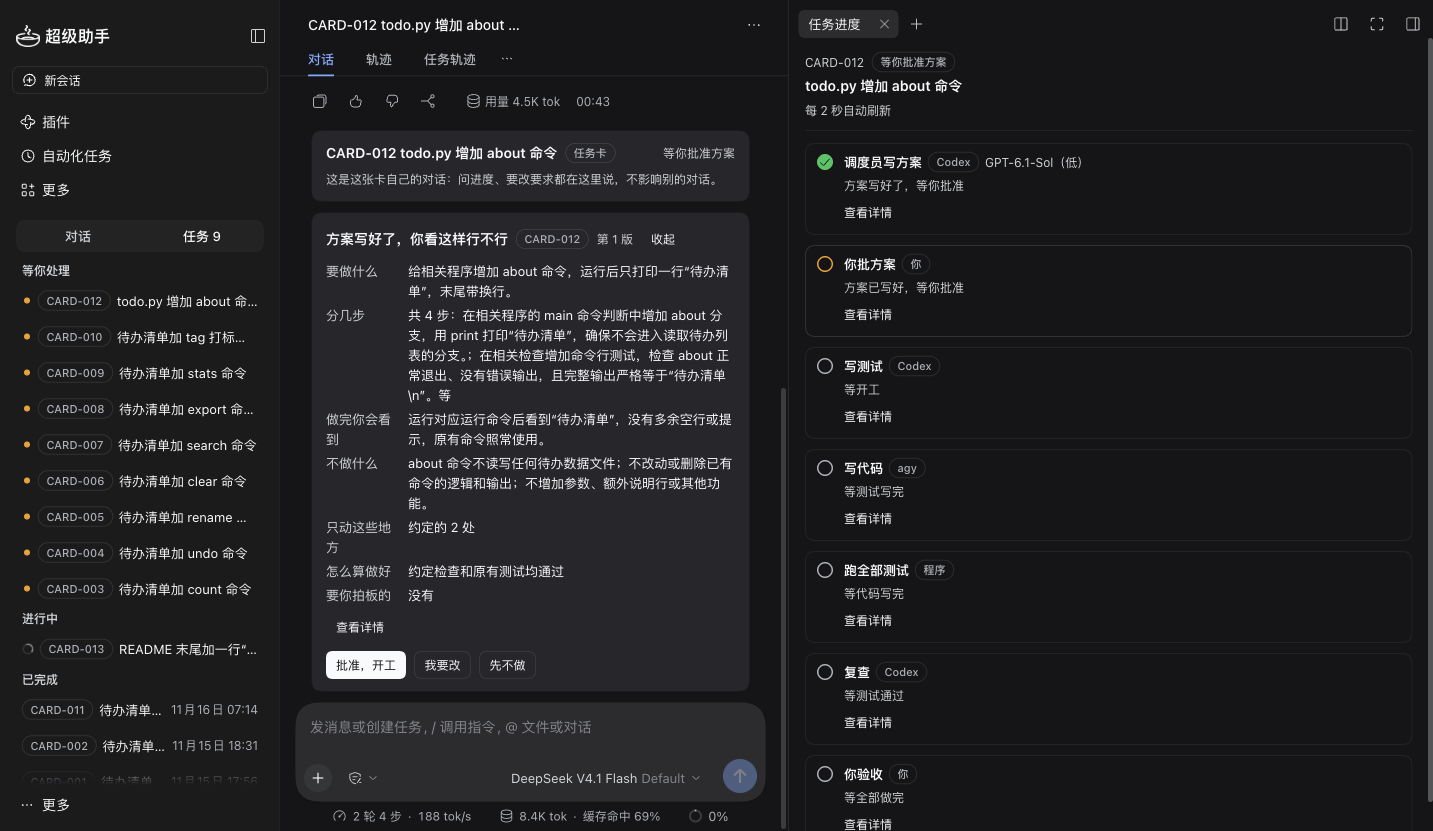 超级助手
新会话
插件
自动化任务
更多
对话
任务 9
等你处理
CARD-012 todo.py 增加 about 命...
CARD-010 待办清单加 tag 打标...
CARD-009 待办清单加 stats 命令
CARD-008 待办清单加 export 命...
CARD-007 待办清单加 search 命令
CARD-006 待办清单加 clear 命令
CARD-005 待办清单加 rename ...
CARD-004 待办清单加 undo 命令
CARD-003 待办清单加 count 命令
进行中
CARD-013 README 末尾加一行“...
已完成
CARD-011 待办清单... 11月16日 07:14
CARD-002 待办清单... 11月15日 18:31
CARD-001 待办清单... 11月15日 17:56
··· 更多
CARD-012 todo.py 增加 about ...
对话 轨迹 任务轨迹 ···
用量 4.5K tok 00:43
CARD-012 todo.py 增加 about 命令 任务卡 等你批准方案
这是这张卡自己的对话：问进度、要改要求都在这里说，不影响别的对话。
方案写好了，你看这样行不行 CARD-012 第 1 版 收起
要做什么 给相关程序增加 about 命令，运行后只打印一行“待办清
单”，末尾带换行。
分几步 共 4 步：在相关程序的 main 命令判断中增加 about 分
支，用 print 打印“待办清单”，确保不会进入读取待办列
表的分支。；在相关检查增加命令行测试，检查 about 正
常退出、没有错误输出，且完整输出严格等于“待办清单
\n”。等
做完你会看到 运行对应运行命令后看到“待办清单”，没有多余空行或提
示，原有命令照常使用。
不做什么 about 命令不读写任何待办数据文件；不改动或删除已有
命令的逻辑和输出；不增加参数、额外说明行或其他功
能。
只动这些地方 约定的 2 处
怎么算做好 约定检查和原有测试均通过
要你拍板的 没有
查看详情
批准，开工 我要改 先不做
发消息或创建任务, / 调用指令, @ 文件或对话
DeepSeek V4.1 Flash Default
2 轮 4 步 · 188 tok/s 8.4K tok · 缓存命中 69% 0%
任务进度
CARD-012 等你批准方案
todo.py 增加 about 命令
每 2 秒自动刷新
调度员写方案 Codex GPT-6.1-Sol（低）
方案写好了，等你批准
查看详情
你批方案 你
方案已写好，等你批准
查看详情
写测试 Codex
等开工
查看详情
写代码 agy
等测试写完
查看详情
跑全部测试 程序
等代码写完
查看详情
复查 Codex
等测试通过
查看详情
你验收 你
等全部做完
查看详情